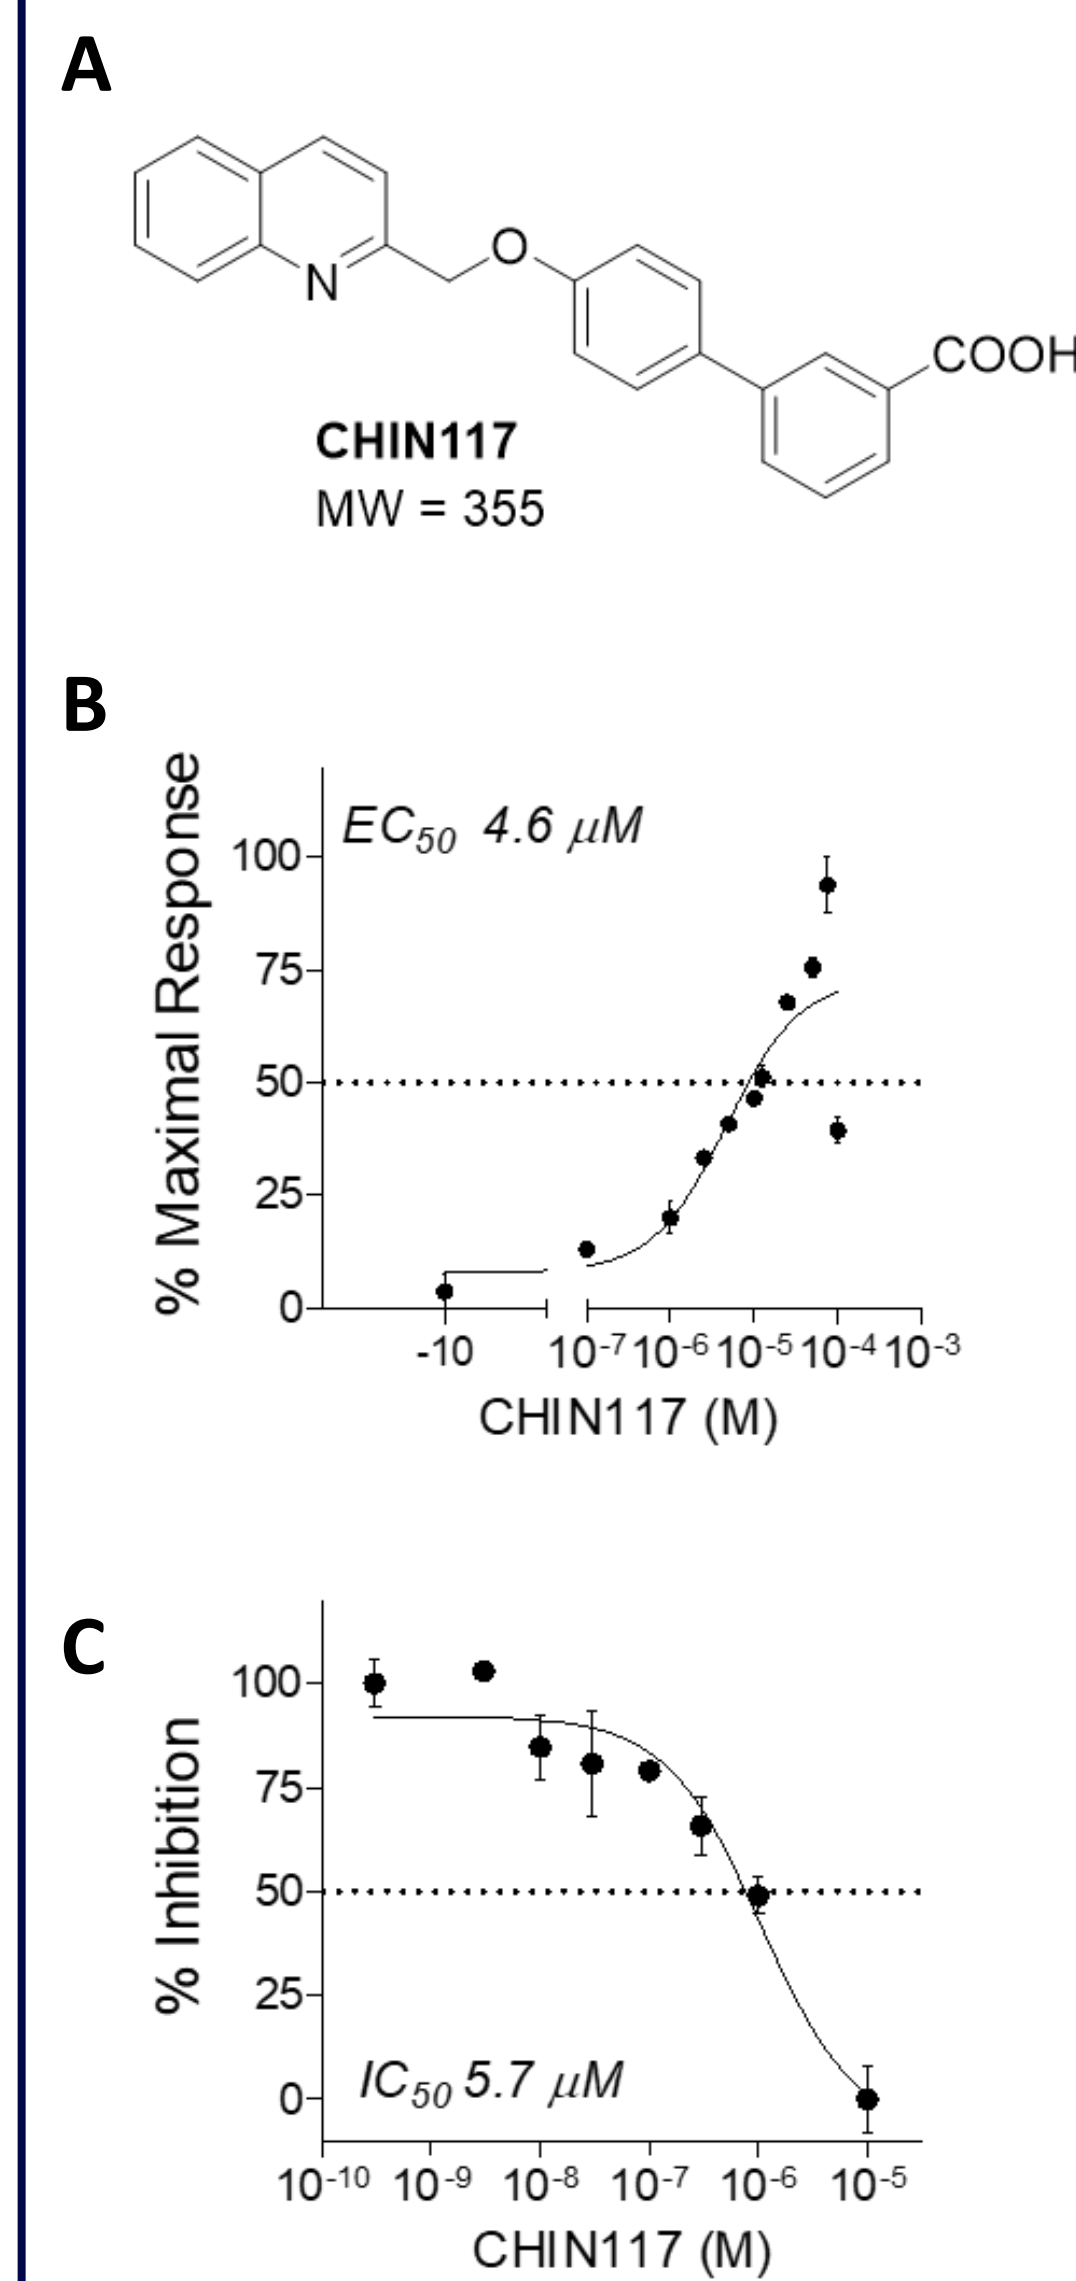 A
N
O
COOH
CHIN117
MW = 355
B
% Maximal Response
EC₅₀ 4.6 μM
100
75
50
25
0
-10 10⁻⁷ 10⁻⁶ 10⁻⁵ 10⁻⁴ 10⁻³
CHIN117 (M)
C
% Inhibition
100
75
50
25
0
IC₅₀ 5.7 μM
10⁻¹⁰ 10⁻⁹ 10⁻⁸ 10⁻⁷ 10⁻⁶ 10⁻⁵
CHIN117 (M)